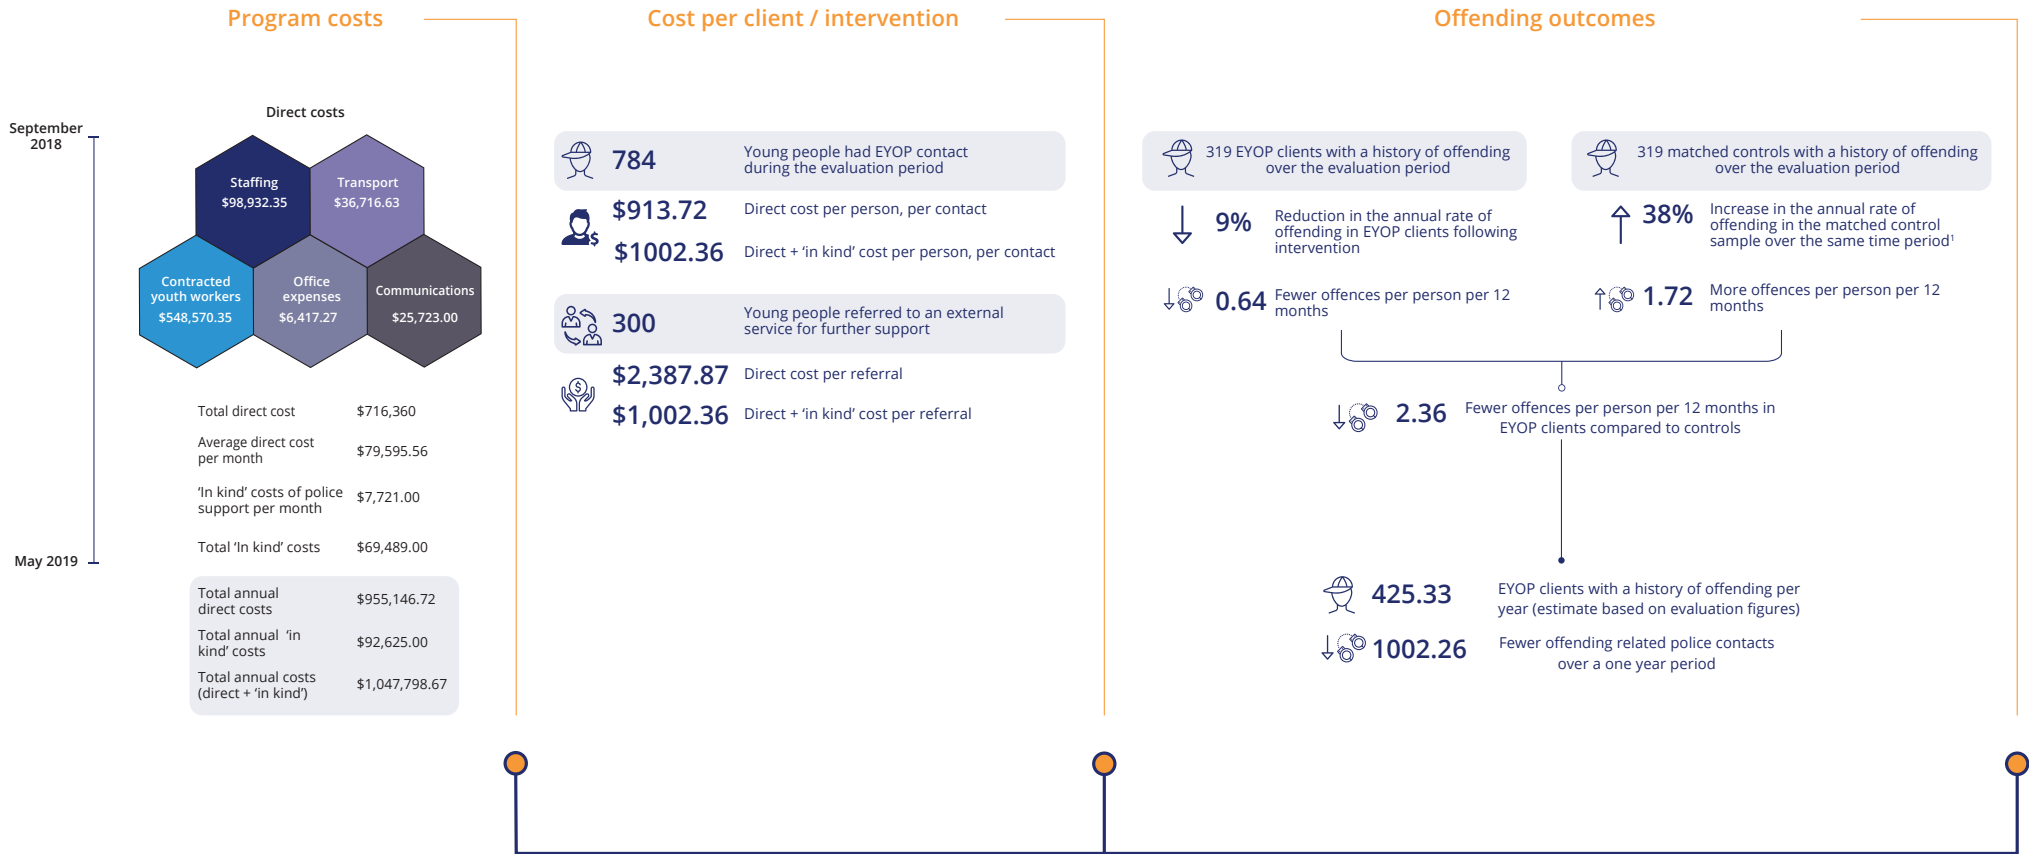 Program costs
Cost per client / intervention
Offending outcomes
September
2018
May 2019
Direct costs
Staffing
$98,932.35
Transport
$36,716.63
Contracted
youth workers
$548,570.35
Office
expenses
$6,417.27
Communications
$25,723.00
Total direct cost $716,360
Average direct cost
per month $79,595.56
'In kind' costs of police
support per month $7,721.00
Total 'In kind' costs $69,489.00
Total annual
direct costs $955,146.72
Total annual 'in
kind' costs $92,625.00
Total annual costs
(direct + 'in kind') $1,047,798.67
784 Young people had EYOP contact
during the evaluation period
$913.72 Direct cost per person, per contact
$1002.36 Direct + 'in kind' cost per person, per contact
300 Young people referred to an external
service for further support
$2,387.87 Direct cost per referral
$1,002.36 Direct + 'in kind' cost per referral
319 EYOP clients with a history of offending
over the evaluation period
9% Reduction in the annual rate of
offending in EYOP clients following
intervention
0.64 Fewer offences per person per 12
months
319 matched controls with a history of offending
over the evaluation period
38% Increase in the annual rate of
offending in the matched control
sample over the same time period¹
1.72 More offences per person per 12
months
2.36 Fewer offences per person per 12 months in
EYOP clients compared to controls
425.33 EYOP clients with a history of offending per
year (estimate based on evaluation figures)
1002.26 Fewer offending related police contacts
over a one year period